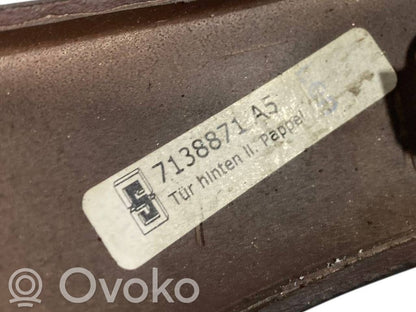 7138871 A5
Tür hinten li. Pappel
Ovoko